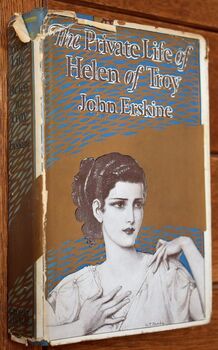 The Private Life of
Helen of Troy
John Erskine